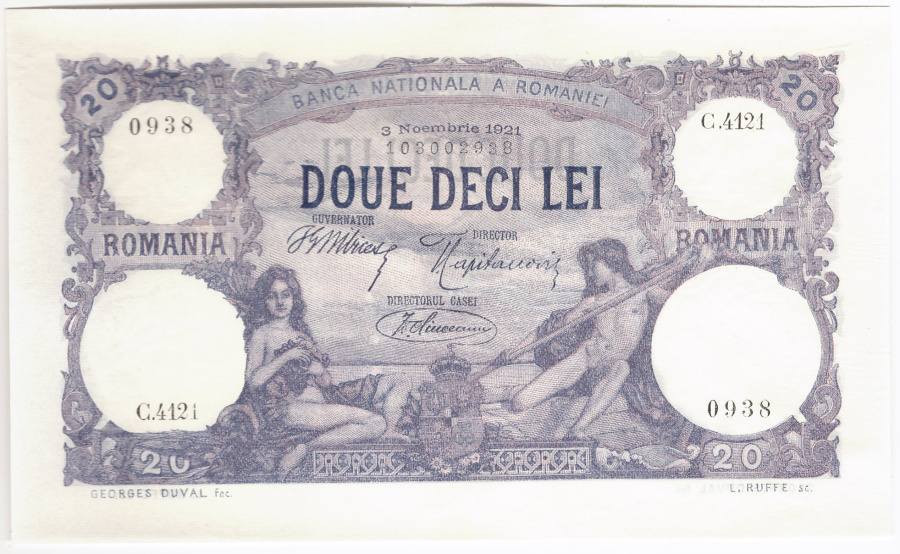 20
20
BANCA NATIONALA A ROMANIEI
0938
C.4121
3 Noembrie 1921
103002938
DOUE DECI LEI
GUVERNATOR
DIRECTOR
ROMANIA
ROMANIA
DIRECTORUL CASEI
C.4121
0938
20
20
GEORGES DUVAL fec.
L. RUFFE sc.